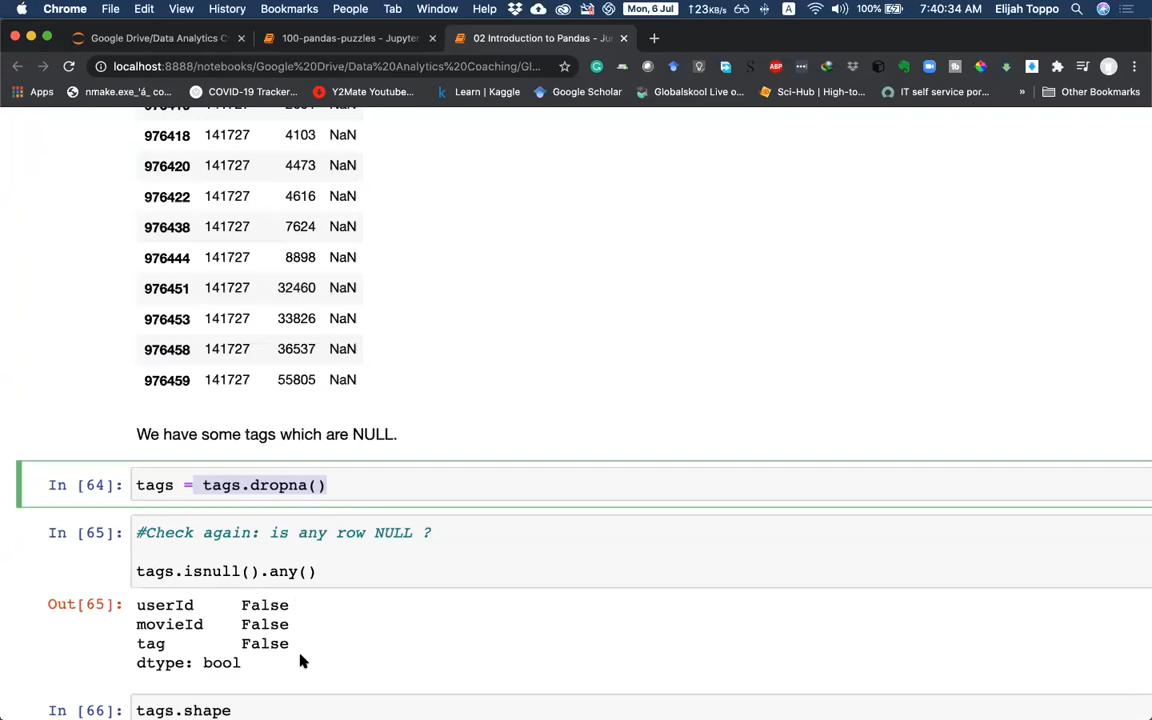 Chrome File Edit View History Bookmarks People Tab Window Help 123KB/s A 100% Mon, 6 Jul 7:40:34 AM Elijah Toppo
Google Drive/Data Analytics C
100-pandas-puzzles - Jupyter
02 Introduction to Pandas - Ju
localhost:8888/notebooks/Google%20Drive/Data%20Analytics%20Coaching/Gl...
ABP
Apps nmake.exe_'á_ co... COVID-19 Tracker... Y2Mate Youtube... Learn | Kaggle Google Scholar Globalskool Live o... Sci-Hub | High-to... IT self service por... » Other Bookmarks
976418 141727 4103 NaN
976420 141727 4473 NaN
976422 141727 4616 NaN
976438 141727 7624 NaN
976444 141727 8898 NaN
976451 141727 32460 NaN
976453 141727 33826 NaN
976458 141727 36537 NaN
976459 141727 55805 NaN
We have some tags which are NULL.
In [64]: tags = tags.dropna()
In [65]: #Check again: is any row NULL ?
tags.isnull().any()
Out[65]: userId False
movieId False
tag False
dtype: bool
In [66]: tags.shape